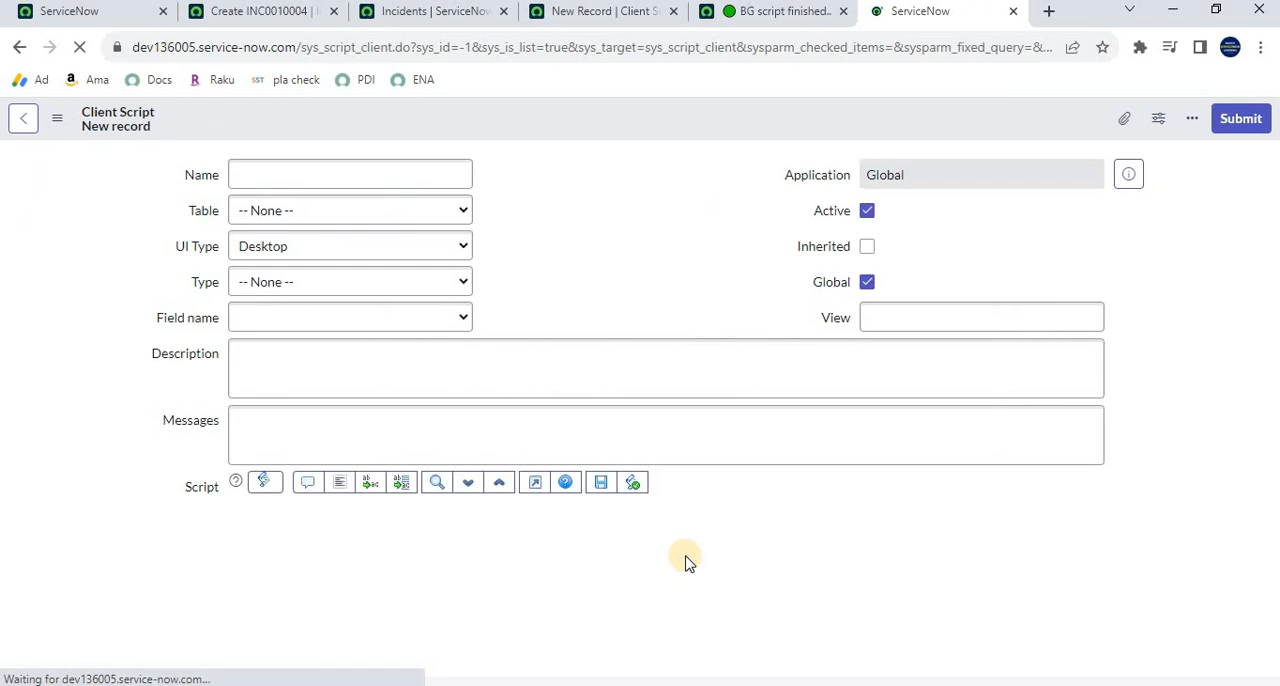 ServiceNow
Create INC0010004 |
Incidents | ServiceNow
New Record | Client S
BG script finished..
ServiceNow
dev136005.service-now.com/sys_script_client.do?sys_id=-1&sys_is_list=true&sys_target=sys_script_client&sysparm_checked_items=&sysparm_fixed_query=&...
Ad
Ama
Docs
Raku
SST pla check
PDI
ENA
Client Script
New record
Submit
Name
Application Global
Table -- None --
Active
UI Type Desktop
Inherited
Type -- None --
Global
Field name
View
Description
Messages
Script
Waiting for dev136005.service-now.com...